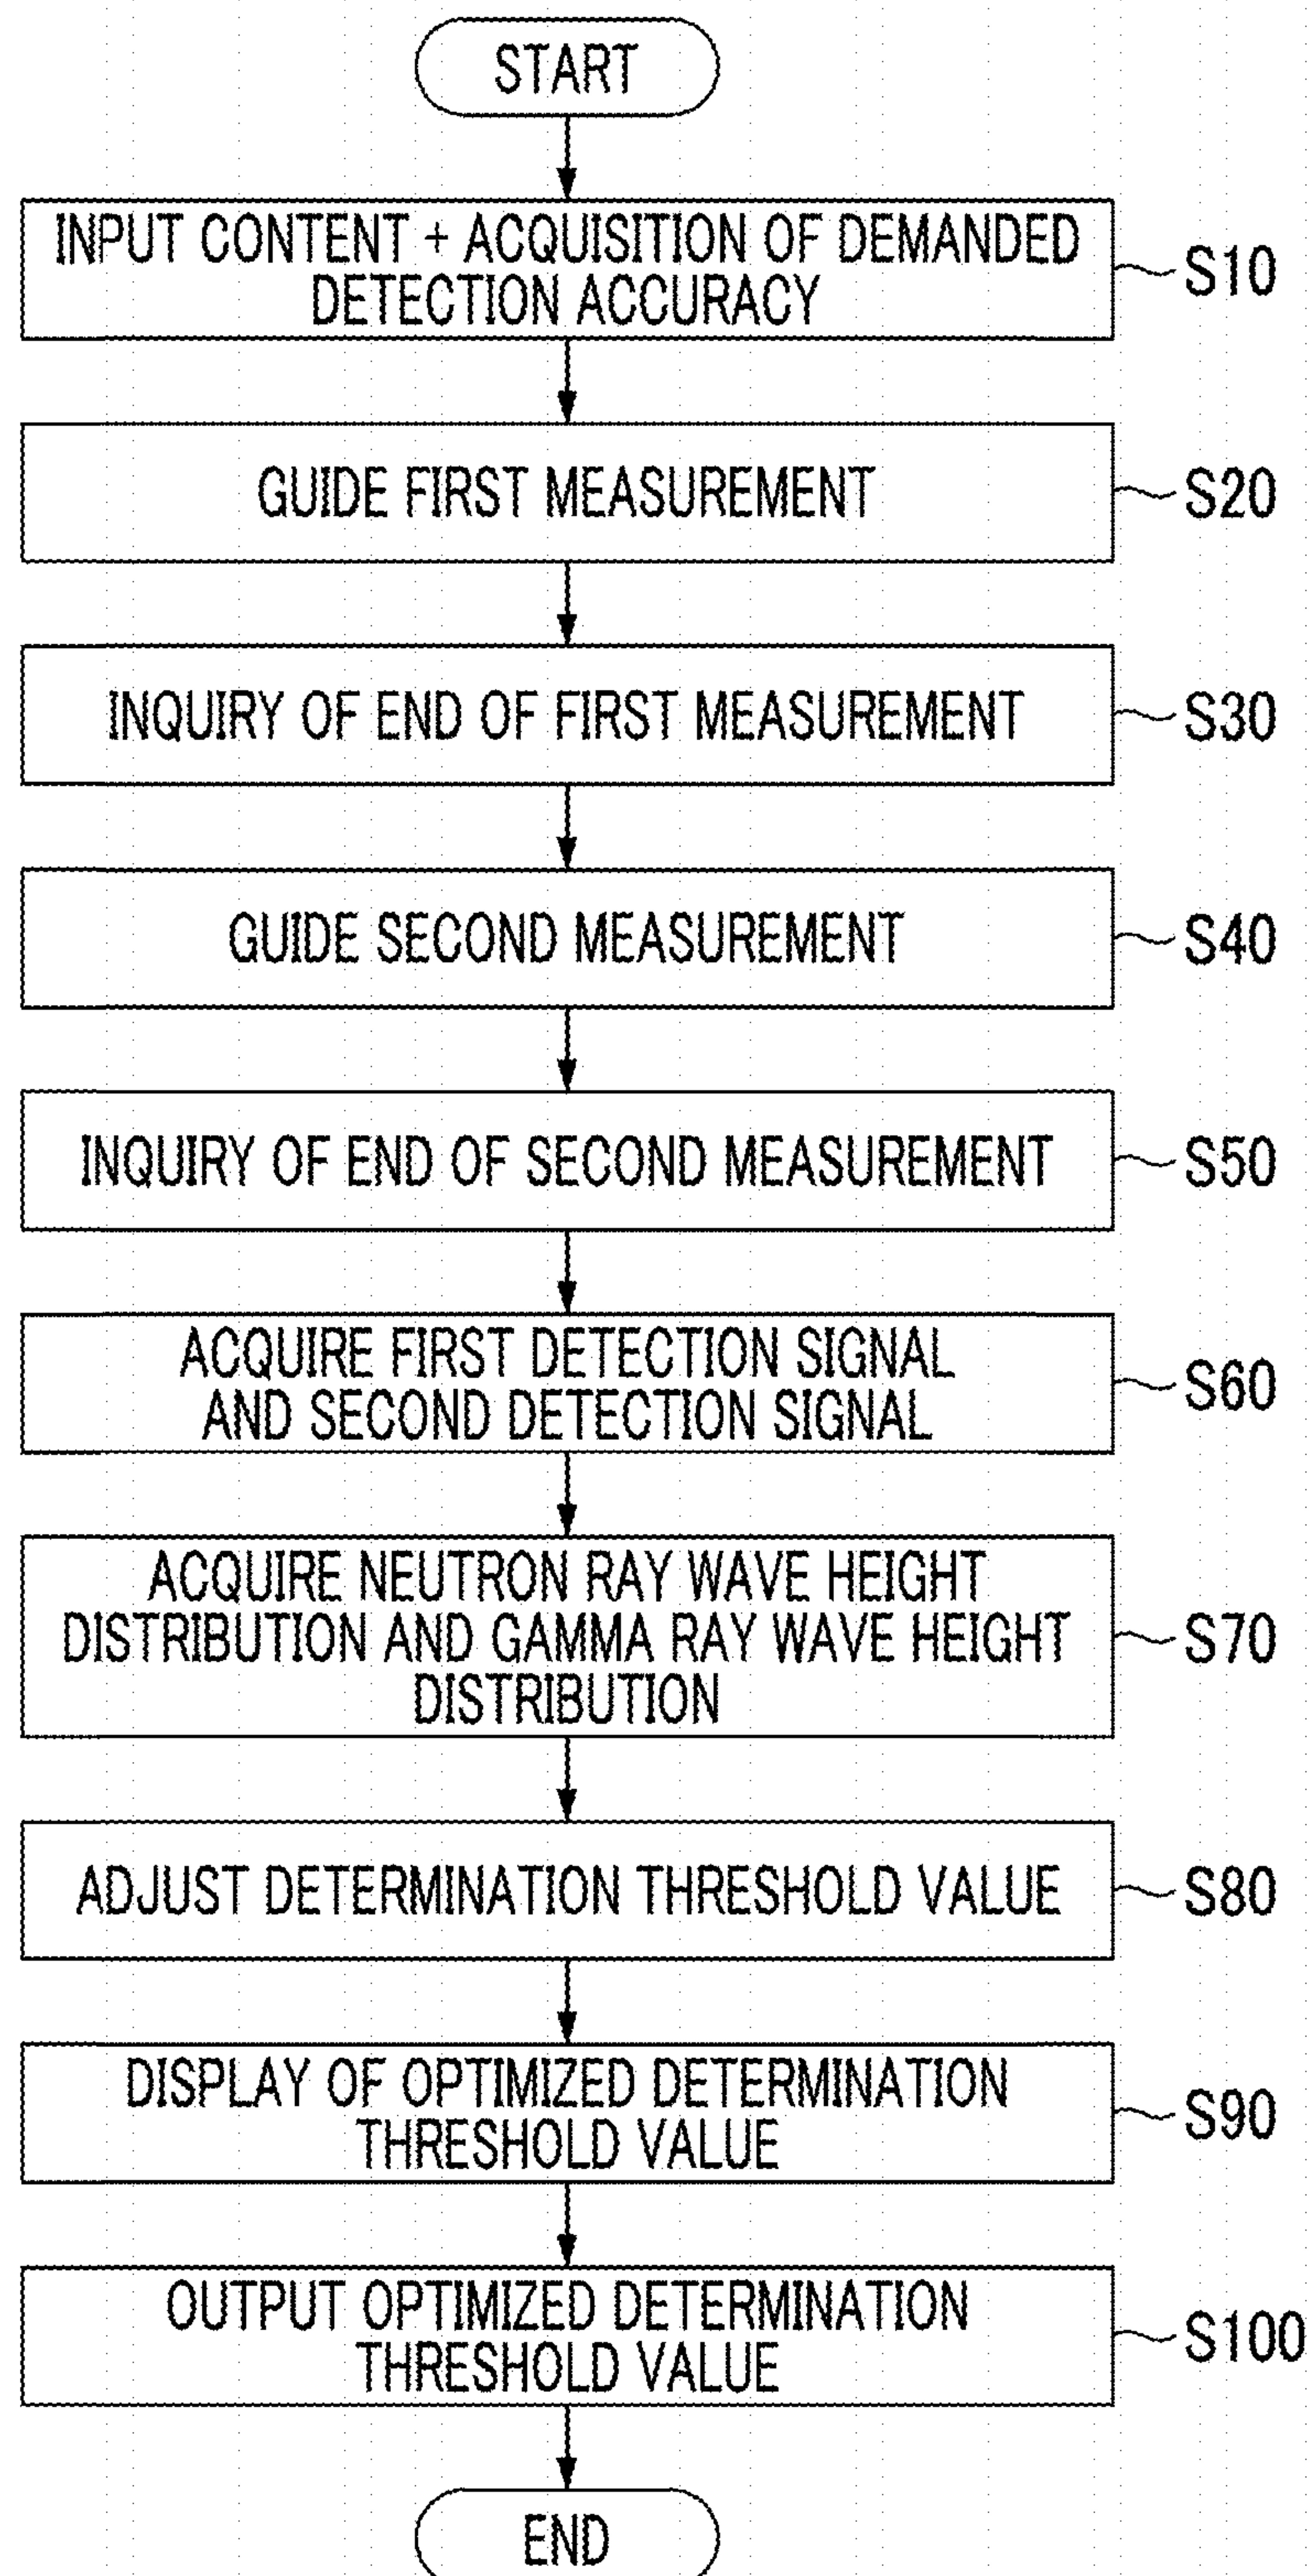 START
INPUT CONTENT + ACQUISITION OF DEMANDED
DETECTION ACCURACY
S10
GUIDE FIRST MEASUREMENT
S20
INQUIRY OF END OF FIRST MEASUREMENT
S30
GUIDE SECOND MEASUREMENT
S40
INQUIRY OF END OF SECOND MEASUREMENT
S50
ACQUIRE FIRST DETECTION SIGNAL
AND SECOND DETECTION SIGNAL
S60
ACQUIRE NEUTRON RAY WAVE HEIGHT
DISTRIBUTION AND GAMMA RAY WAVE HEIGHT
DISTRIBUTION
S70
ADJUST DETERMINATION THRESHOLD VALUE
S80
DISPLAY OF OPTIMIZED DETERMINATION
THRESHOLD VALUE
S90
OUTPUT OPTIMIZED DETERMINATION
THRESHOLD VALUE
S100
END